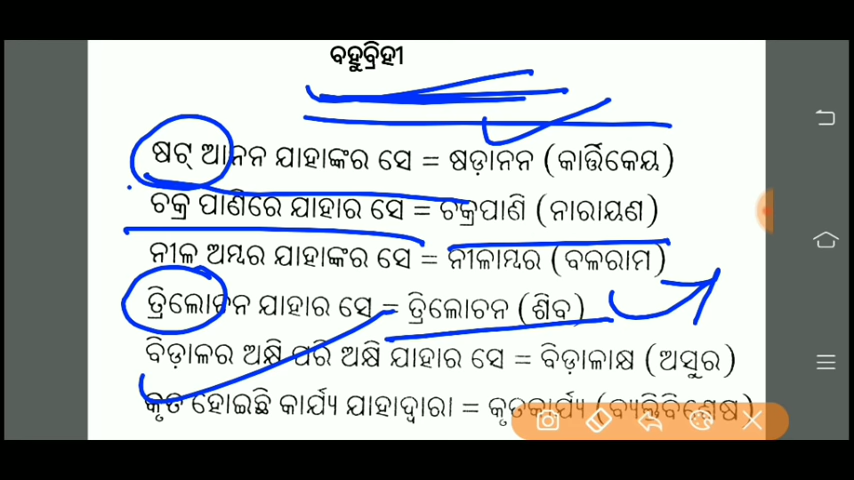 ବହୁବ୍ରିହୀ
ଷଟ୍ ଆନନ ଯାହାଙ୍କର ସେ = ଷଡ଼ାନନ (କାର୍ତ୍ତିକେୟ)
ଚକ୍ର ପାଣିରେ ଯାହାର ସେ = ଚକ୍ରପାଣି (ନାରାୟଣ)
ନୀଳ ଅମ୍ବର ଯାହାଙ୍କର ସେ = ନୀଳାମ୍ବର (ବଳରାମ)
ତ୍ରିଲୋଚନ ଯାହାର ସେ = ତ୍ରିଲୋଚନ (ଶିବ)
ବିଡ଼ାଳର ଅକ୍ଷି ପରି ଅକ୍ଷି ଯାହାର ସେ = ବିଡ଼ାଳାକ୍ଷ (ଅସୁର)
କୃତ ହୋଇଛି କାର୍ଯ୍ୟ ଯାହାଦ୍ୱାରା = କୃତକାର୍ଯ୍ୟ (ବ୍ୟକ୍ତିବିଶେଷ)